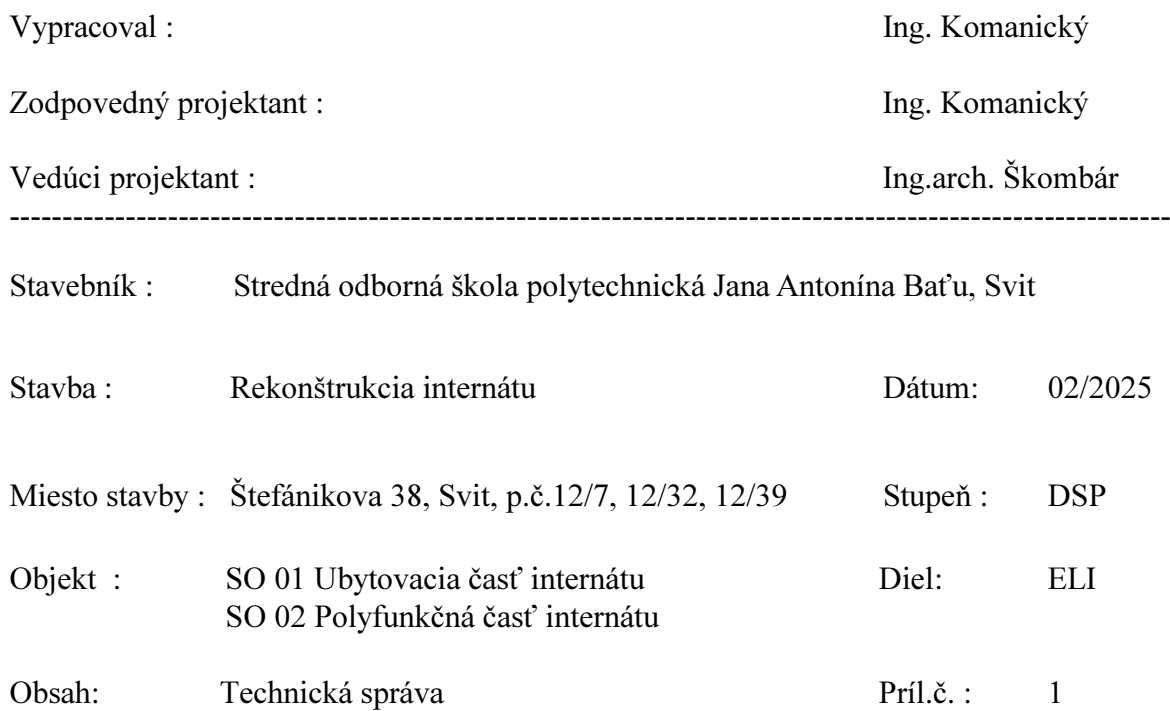 Vypracoval : Ing. Komanický
Zodpovedný projektant : Ing. Komanický
Vedúci projektant : Ing.arch. Škombár
--------------------------------------------------------------------------------------------------------------
Stavebník : Stredná odborná škola polytechnická Jana Antonína Baťu, Svit
Stavba : Rekonštrukcia internátu Dátum: 02/2025
Miesto stavby : Štefánikova 38, Svit, p.č.12/7, 12/32, 12/39 Stupeň : DSP
Objekt : SO 01 Ubytovacia časť internátu Diel: ELI
SO 02 Polyfunkčná časť internátu
Obsah: Technická správa Príl.č. : 1